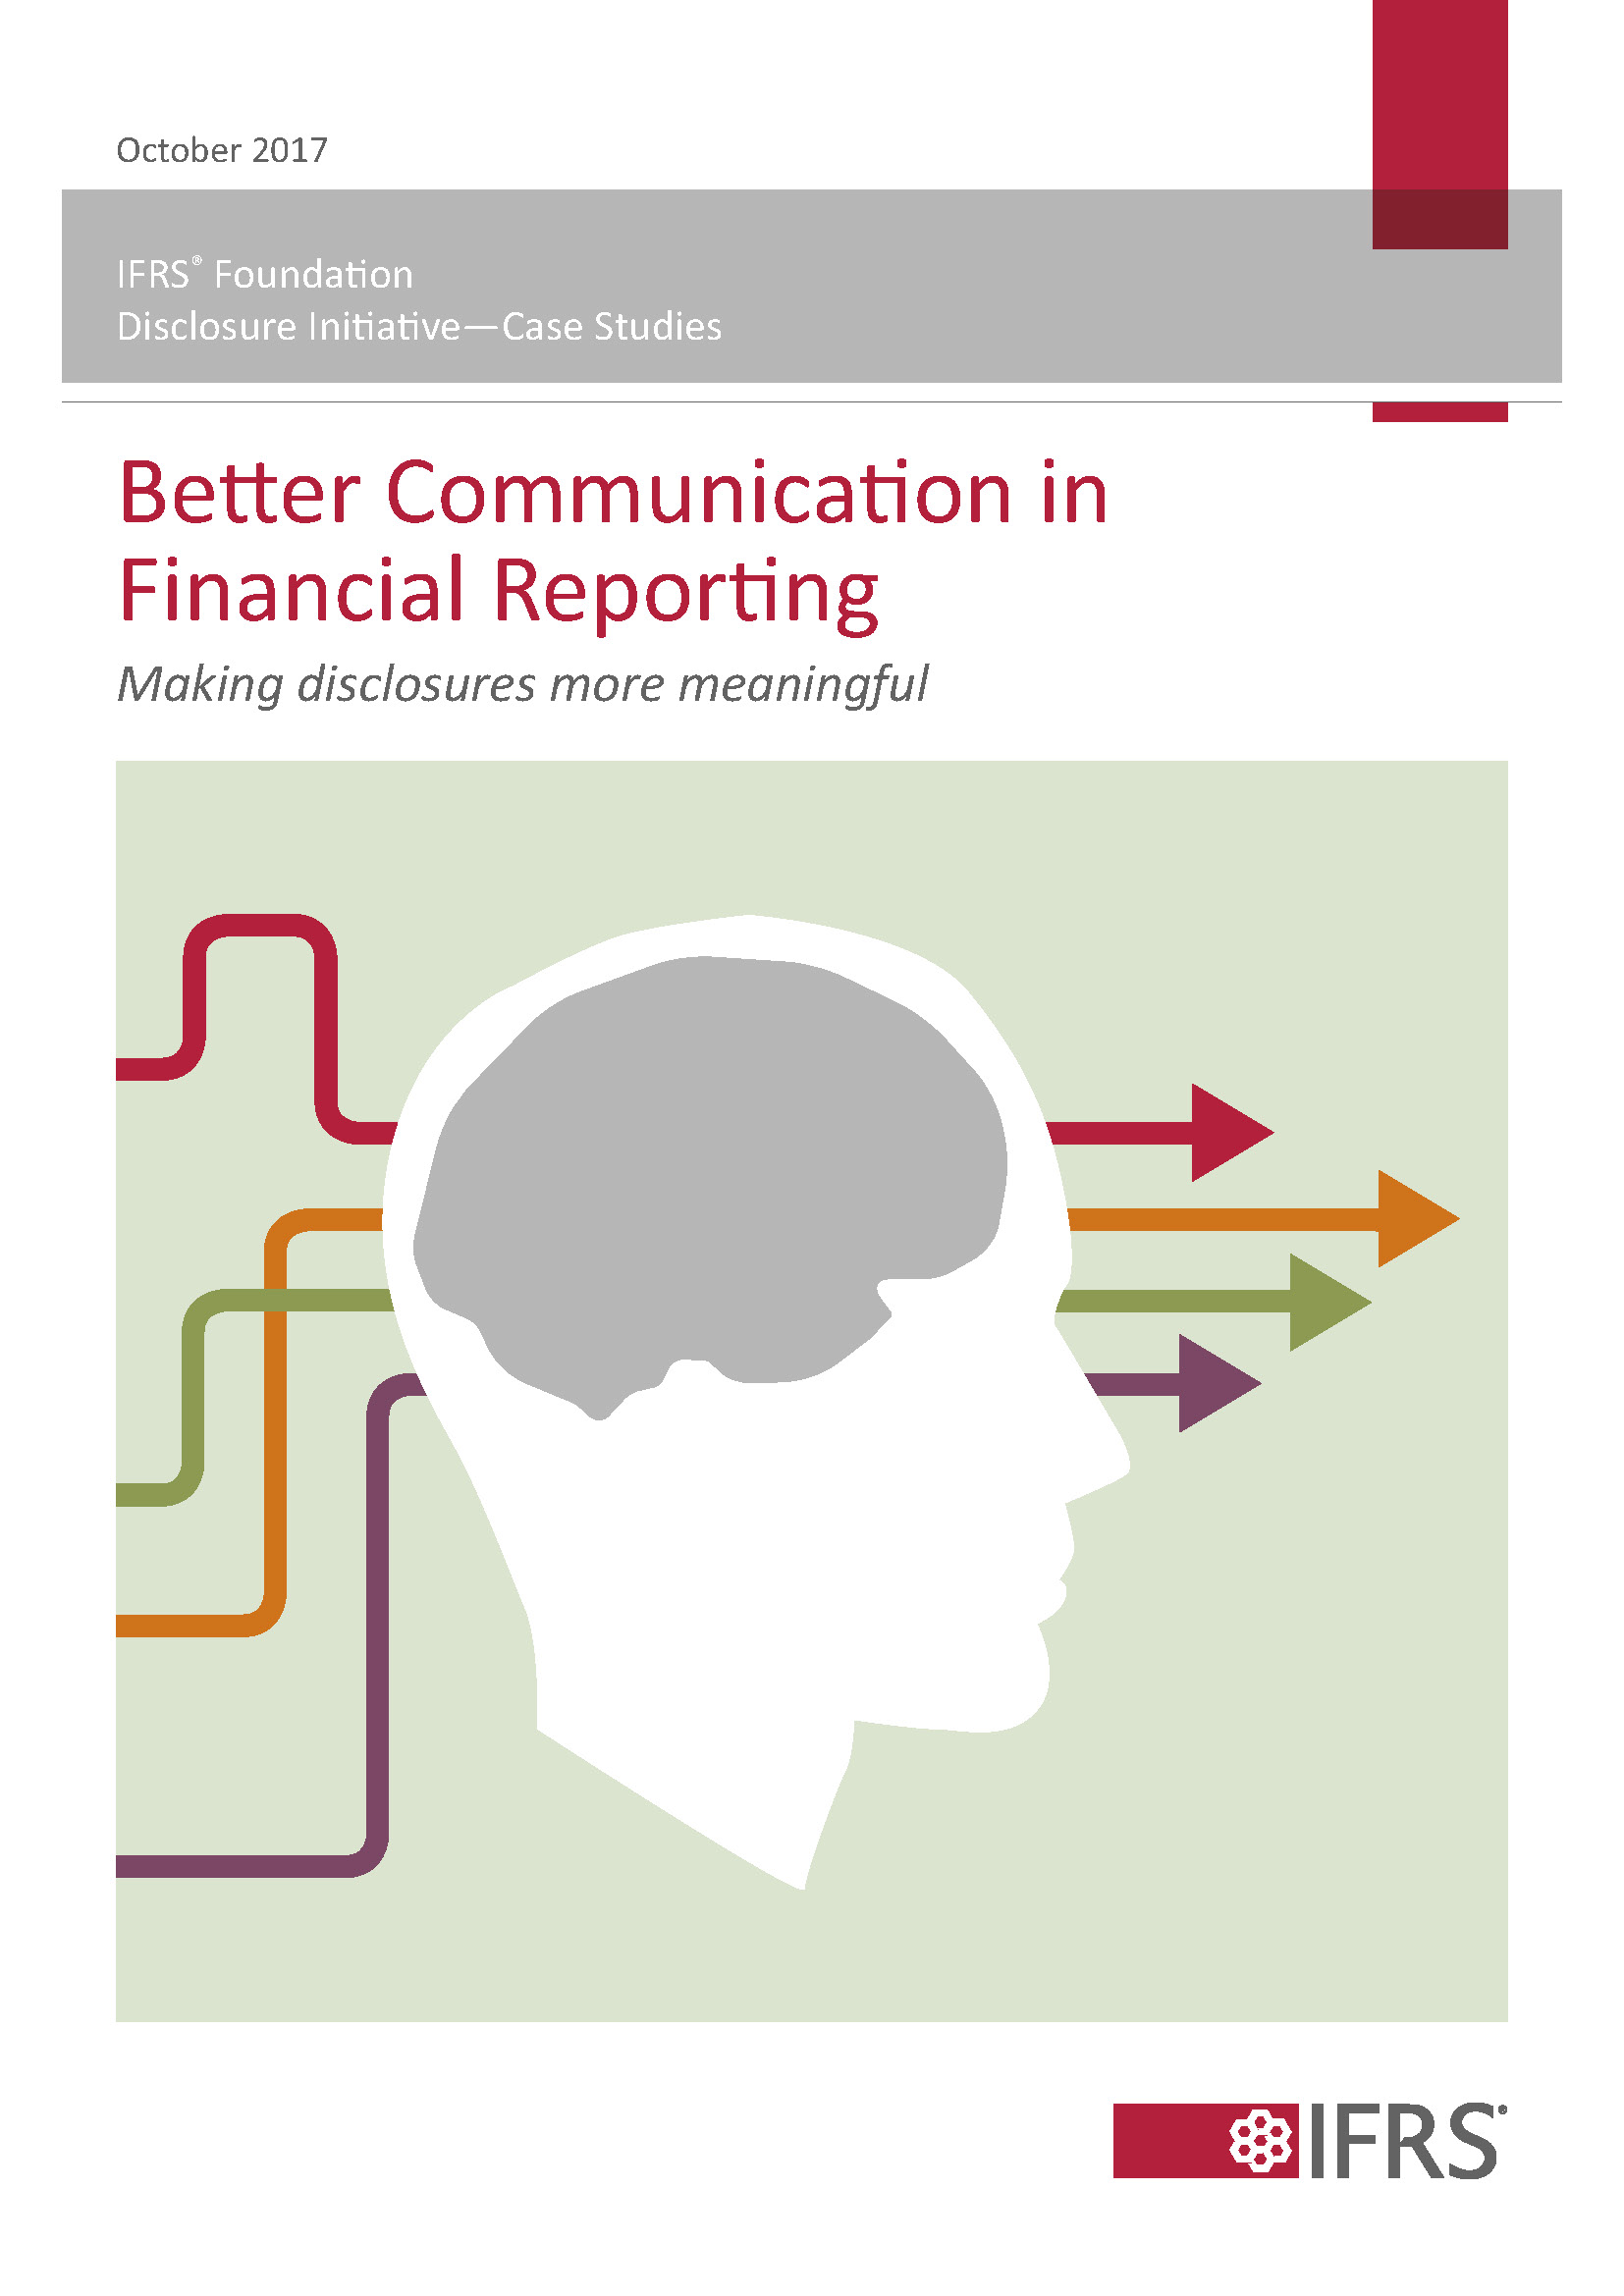 October 2017
IFRS® Foundation
Disclosure Initiative—Case Studies
Better Communication in
Financial Reporting
Making disclosures more meaningful
IFRS®